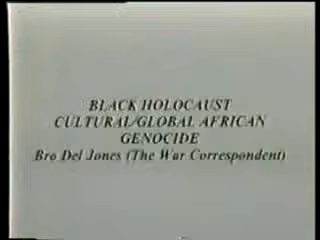 BLACK HOLOCAUST
CULTURAL/GLOBAL AFRICAN
GENOCIDE
Bro Del Jones (The War Correspondent)